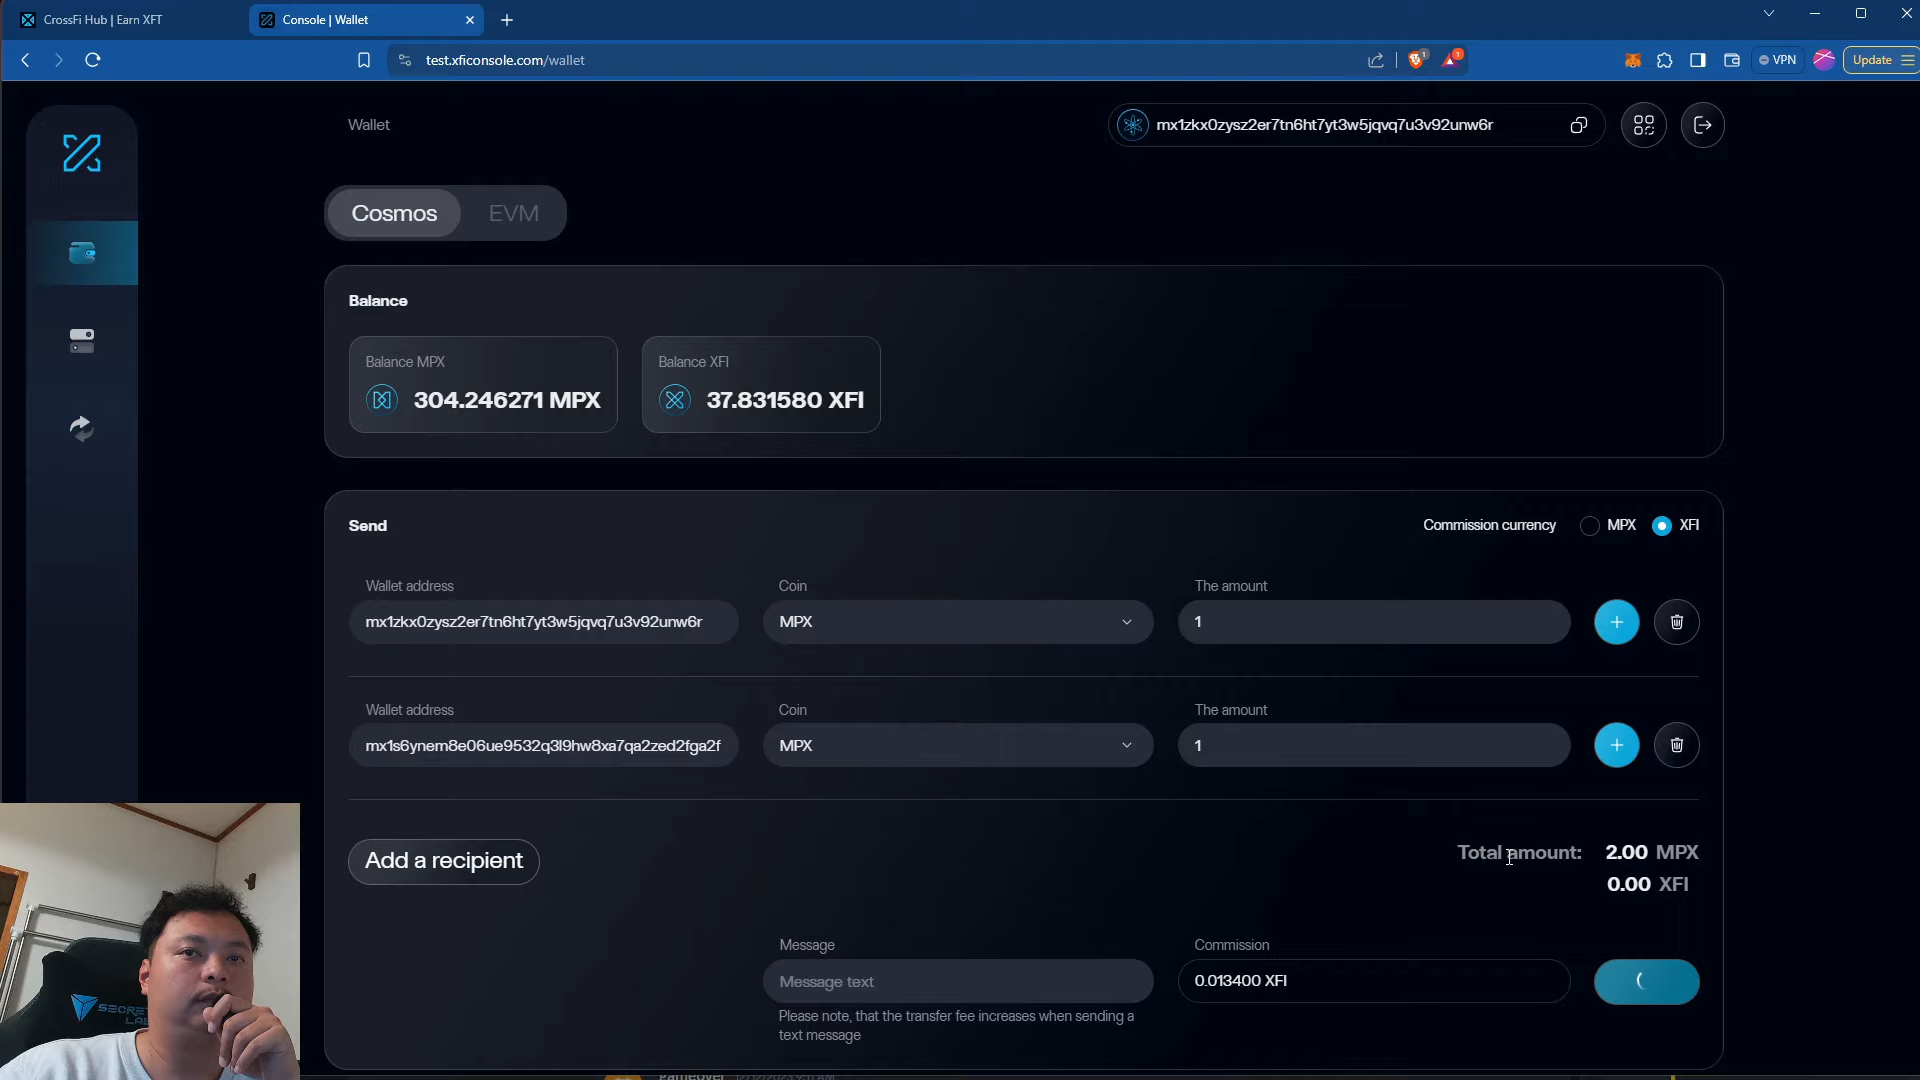 CrossFi Hub | Earn XFT
Console | Wallet
test.xficonsole.com/wallet
1
1
VPN
Update
Wallet
mx1zkx0zysz2er7tn6ht7yt3w5jqvq7u3v92unw6r
Cosmos
EVM
Balance
Balance MPX
304.246271 MPX
Balance XFI
37.831580 XFI
Send
Commission currency
MPX
XFI
Wallet address
Coin
The amount
mx1zkx0zysz2er7tn6ht7yt3w5jqvq7u3v92unw6r
MPX
1
Wallet address
Coin
The amount
mx1s6ynem8e06ue9532q3l9hw8xa7qa2zed2fga2f
MPX
1
Add a recipient
Total amount:
2.00 MPX
0.00 XFI
Message
Commission
Message text
0.013400 XFI
Please note, that the transfer fee increases when sending a
text message
SECRET
LAB